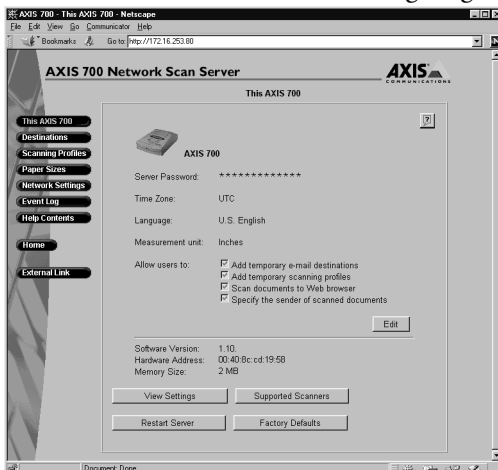 AXIS 700 - This AXIS 700 - Netscape
File Edit View Go Communicator Help
Bookmarks Go to: http://172.16.253.80
AXIS 700 Network Scan Server
AXIS
COMMUNICATIONS
This AXIS 700
This AXIS 700
Destinations
Scanning Profiles
Paper Sizes
Network Settings
Event Log
Help Contents
Home
External Link
?
AXIS 700
Server Password: *************
Time Zone: UTC
Language: U.S. English
Measurement unit: Inches
Allow users to: Add temporary e-mail destinations
Add temporary scanning profiles
Scan documents to Web browser
Specify the sender of scanned documents
Edit
Software Version: 1.10.
Hardware Address: 00:40:8c:cd:19:58
Memory Size: 2 MB
View Settings Supported Scanners
Restart Server Factory Defaults
Document: Done